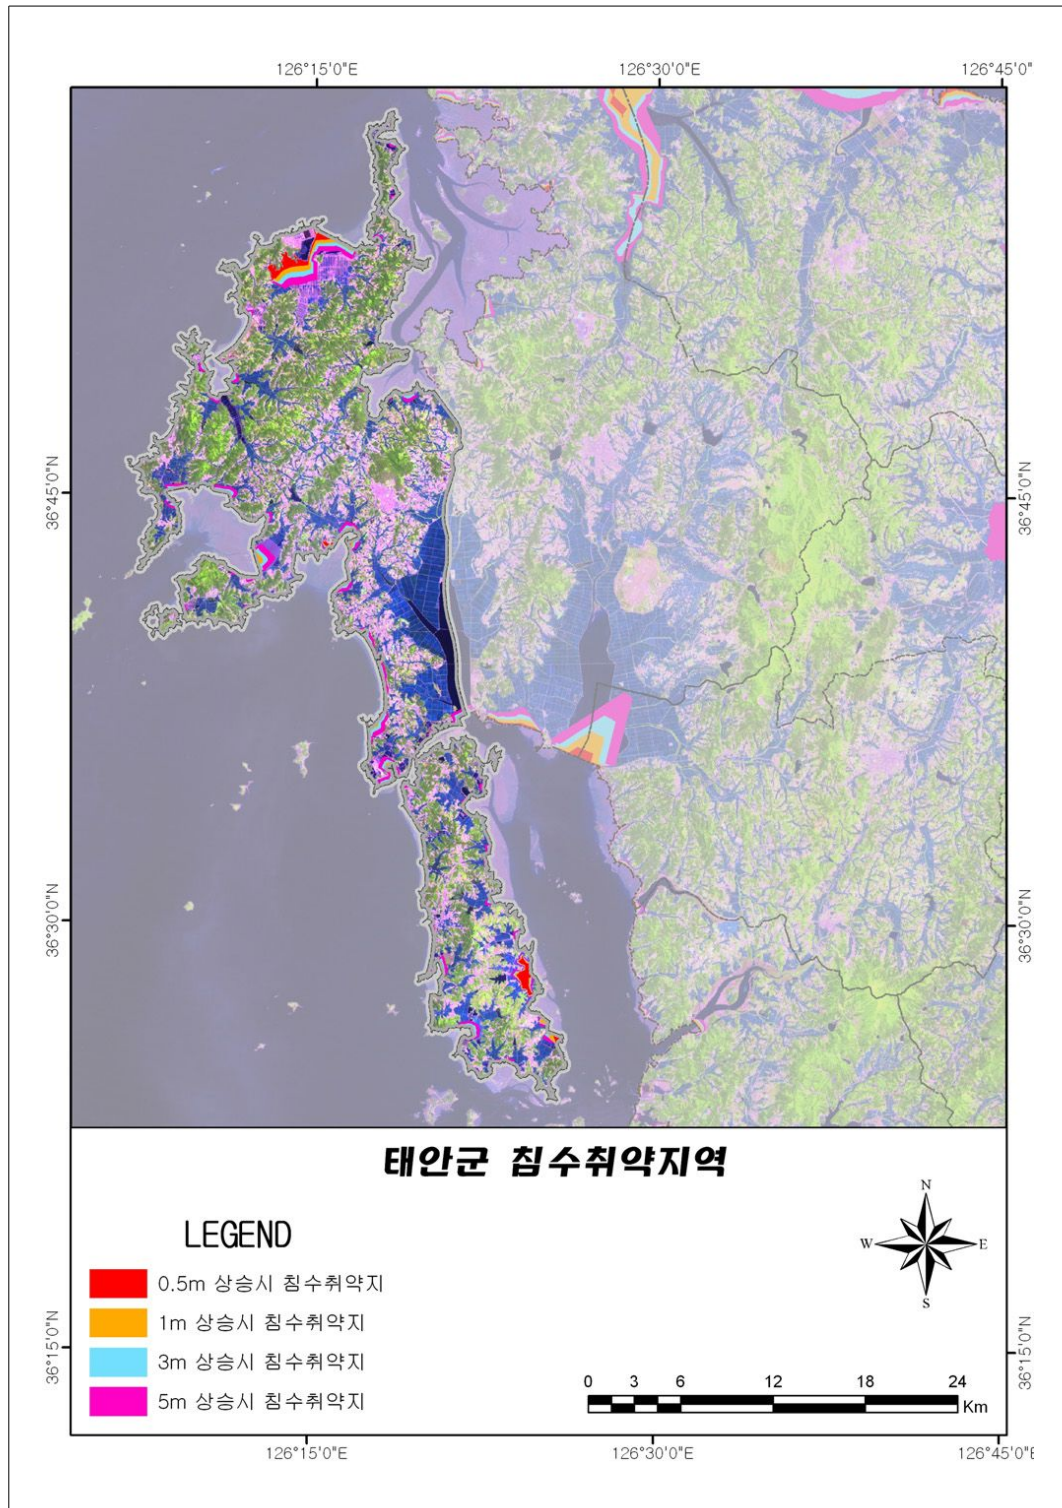 126°15'0"E 126°30'0"E 126°45'0"
36°45'0"N 36°45'0"N
36°30'0"N 36°30'0"N
태안군 침수취약지역
N
W E
S
LEGEND
0.5m 상승시 침수취약지
1m 상승시 침수취약지
3m 상승시 침수취약지
5m 상승시 침수취약지
36°15'0"N 36°15'0"N
0 3 6 12 18 24
Km
126°15'0"E 126°30'0"E 126°45'0"E